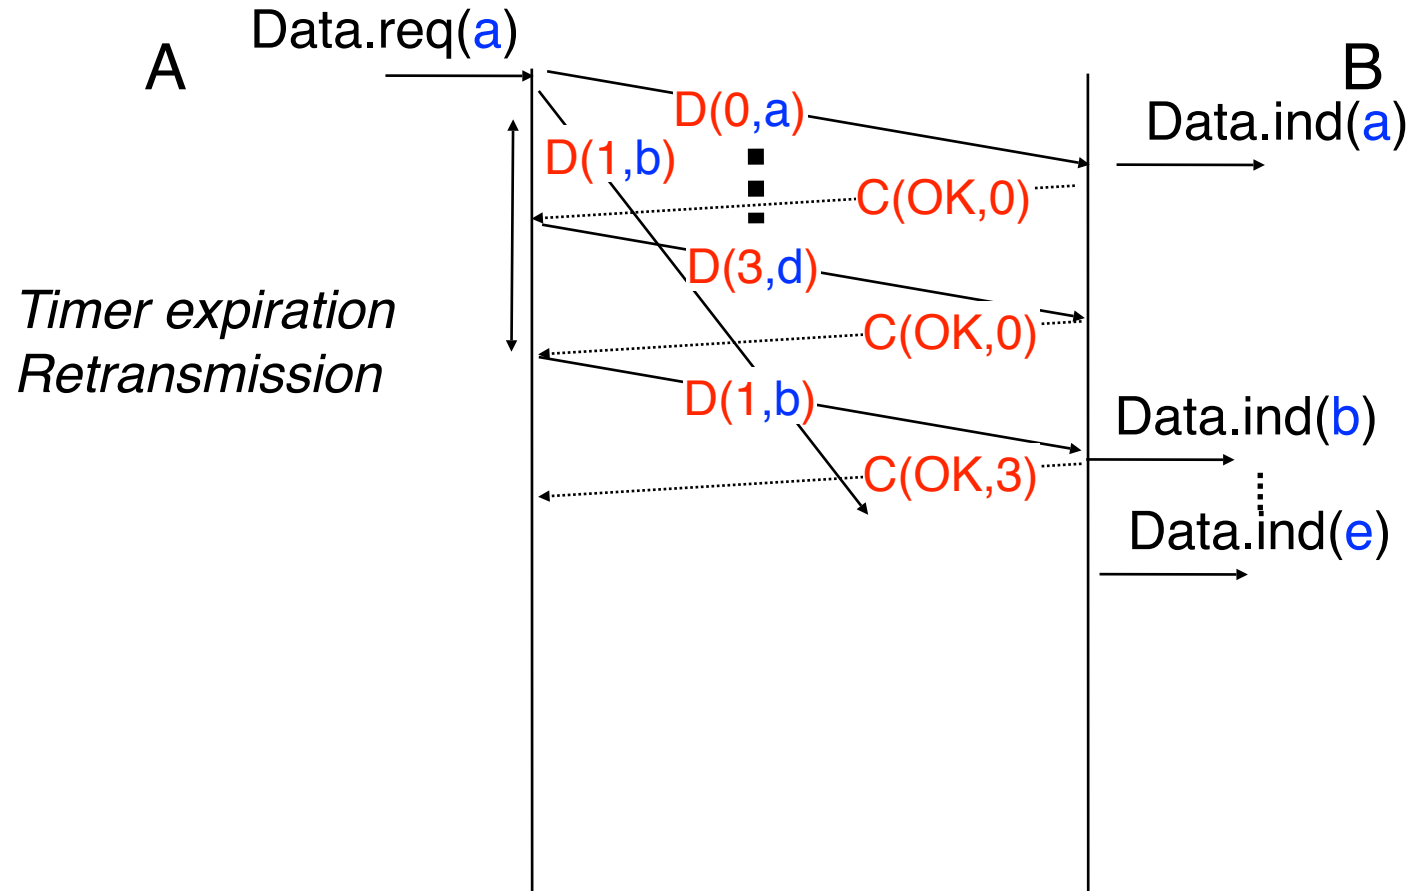 Data.req(a)
A
B
D(0,a)
Data.ind(a)
D(1,b)
C(OK,0)
D(3,d)
Timer expiration
Retransmission
C(OK,0)
D(1,b)
Data.ind(b)
C(OK,3)
Data.ind(e)